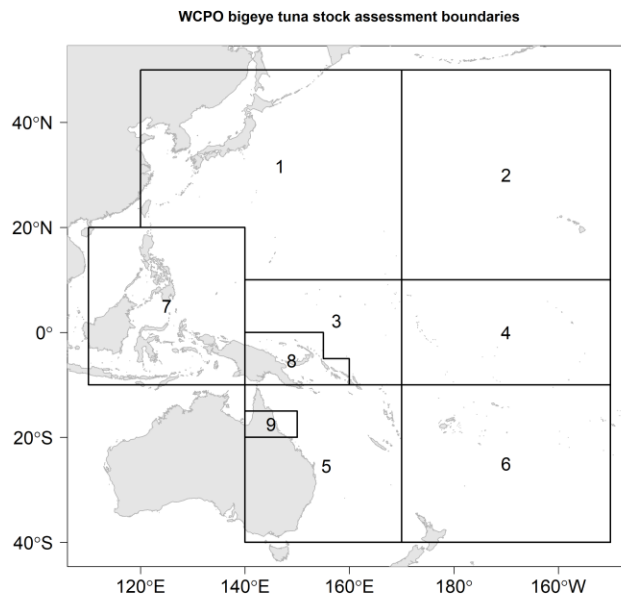 WCPO bigeye tuna stock assessment boundaries
40°N
20°N
0°
20°S
40°S
1
2
3
4
7
8
9
5
6
120°E
140°E
160°E
180°
160°W